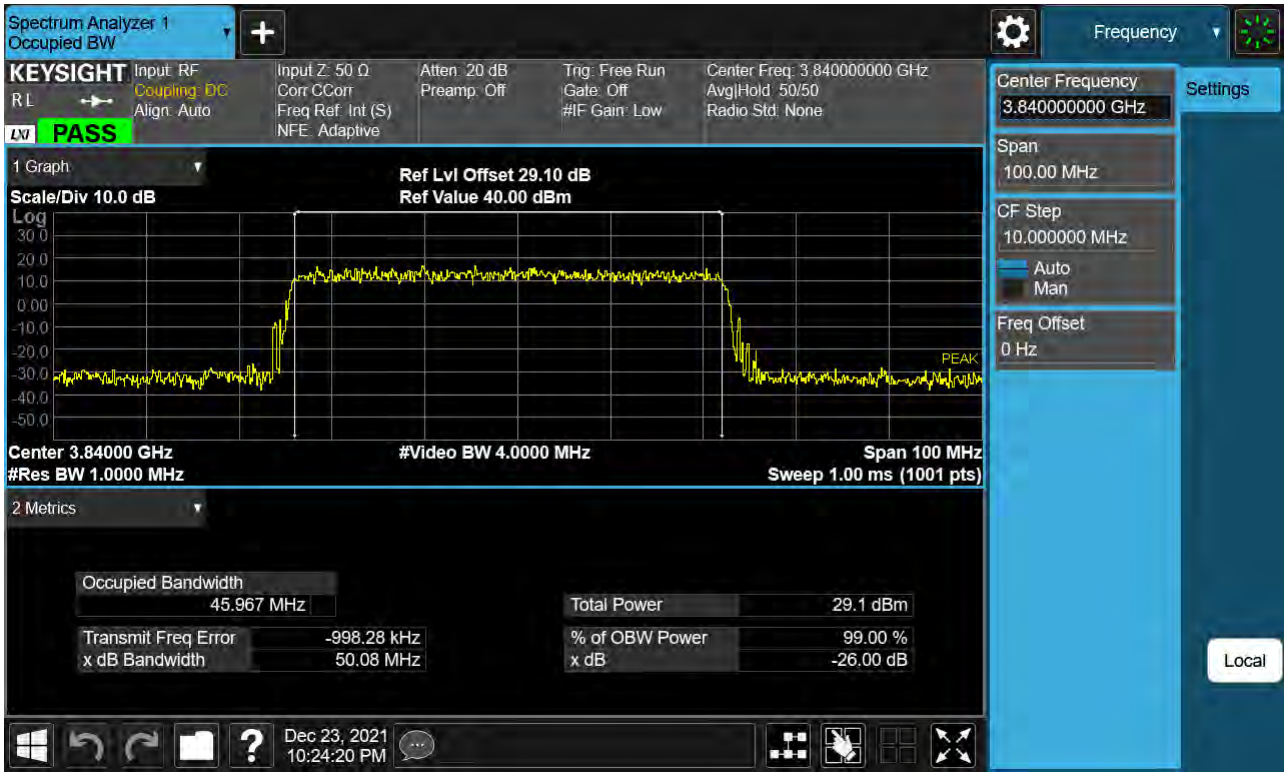 Spectrum Analyzer 1
Occupied BW
+
Frequency
KEYSIGHT
R L
LXI
PASS
Input: RF
Coupling: DC
Align: Auto
Input Z: 50 Ω
Corr CCorr
Freq Ref: Int (S)
NFE: Adaptive
Atten: 20 dB
Preamp: Off
Trig: Free Run
Gate: Off
#IF Gain: Low
Center Freq: 3.840000000 GHz
Avg|Hold: 50/50
Radio Std: None
Center Frequency
3.840000000 GHz
Settings
Span
100.00 MHz
CF Step
10.000000 MHz
Auto
Man
Freq Offset
0 Hz
Local
1 Graph
Scale/Div 10.0 dB
Ref Lvl Offset 29.10 dB
Ref Value 40.00 dBm
Log
30.0
20.0
10.0
0.00
-10.0
-20.0
-30.0
-40.0
-50.0
PEAK
Center 3.84000 GHz
#Video BW 4.0000 MHz
Span 100 MHz
#Res BW 1.0000 MHz
Sweep 1.00 ms (1001 pts)
2 Metrics
Occupied Bandwidth
45.967 MHz
Total Power 29.1 dBm
Transmit Freq Error -998.28 kHz
% of OBW Power 99.00 %
x dB Bandwidth 50.08 MHz
x dB -26.00 dB
?
Dec 23, 2021
10:24:20 PM